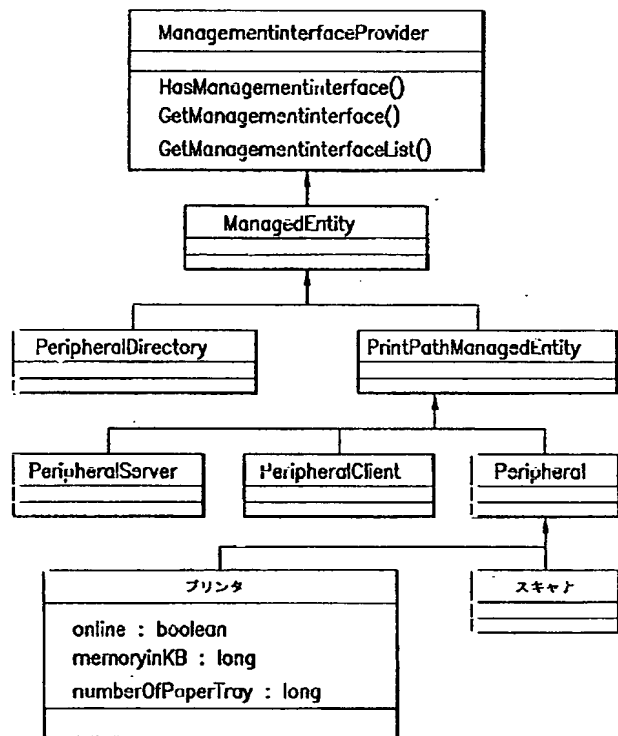 ManagementinterfaceProvider
HasManagementinterface()
GetManagementinterface()
GetManagementinterfaceList()
ManagedEntity
PeripheralDirectory
PrintPathManagedEntity
PeripheralServer
PeripheralClient
Peripheral
プリンタ
スキャナ
online : boolean
memoryinKB : long
numberOfPaperTray : long